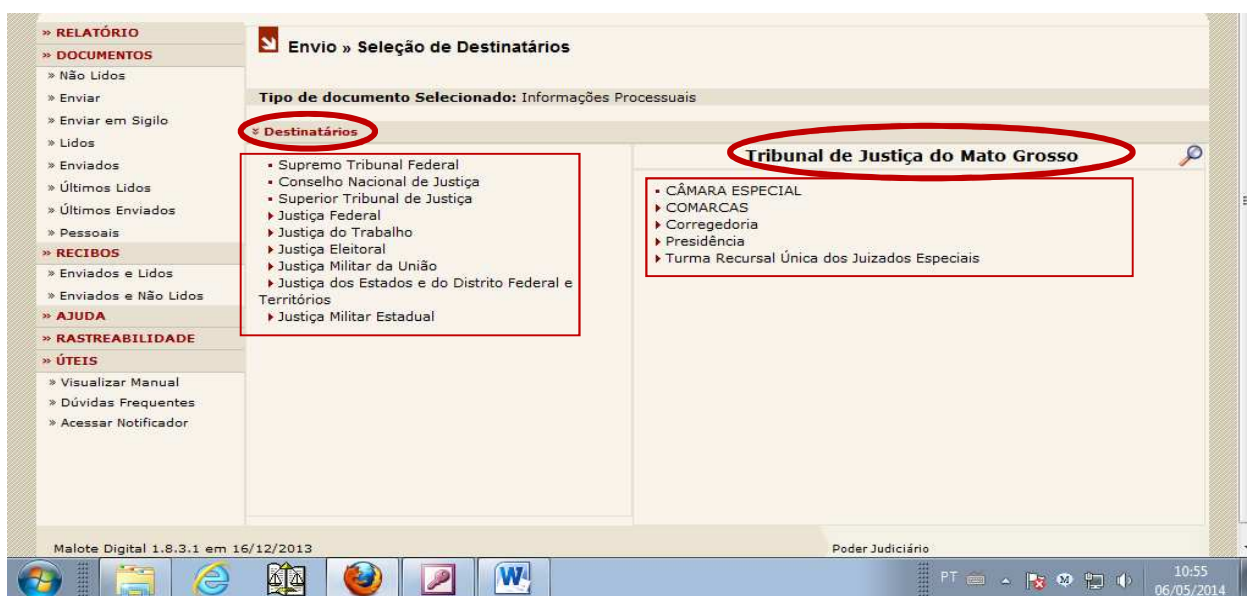 » RELATÓRIO
» DOCUMENTOS
» Não Lidos
» Enviar
» Enviar em Sigilo
» Lidos
» Enviados
» Últimos Lidos
» Últimos Enviados
» Pessoais
» RECIBOS
» Enviados e Lidos
» Enviados e Não Lidos
» AJUDA
» RASTREABILIDADE
» ÚTEIS
» Visualizar Manual
» Dúvidas Frequentes
» Acessar Notificador
Envio » Seleção de Destinatários
Tipo de documento Selecionado: Informações Processuais
Destinatários
Supremo Tribunal Federal
Conselho Nacional de Justiça
Superior Tribunal de Justiça
Justiça Federal
Justiça do Trabalho
Justiça Eleitoral
Justiça Militar da União
Justiça dos Estados e do Distrito Federal e
Territórios
Justiça Militar Estadual
Tribunal de Justiça do Mato Grosso
CÂMARA ESPECIAL
COMARCAS
Corregedoria
Presidência
Turma Recursal Única dos Juizados Especiais
Malote Digital 1.8.3.1 em 16/12/2013
Poder Judiciário
PT
10:55
06/05/2014